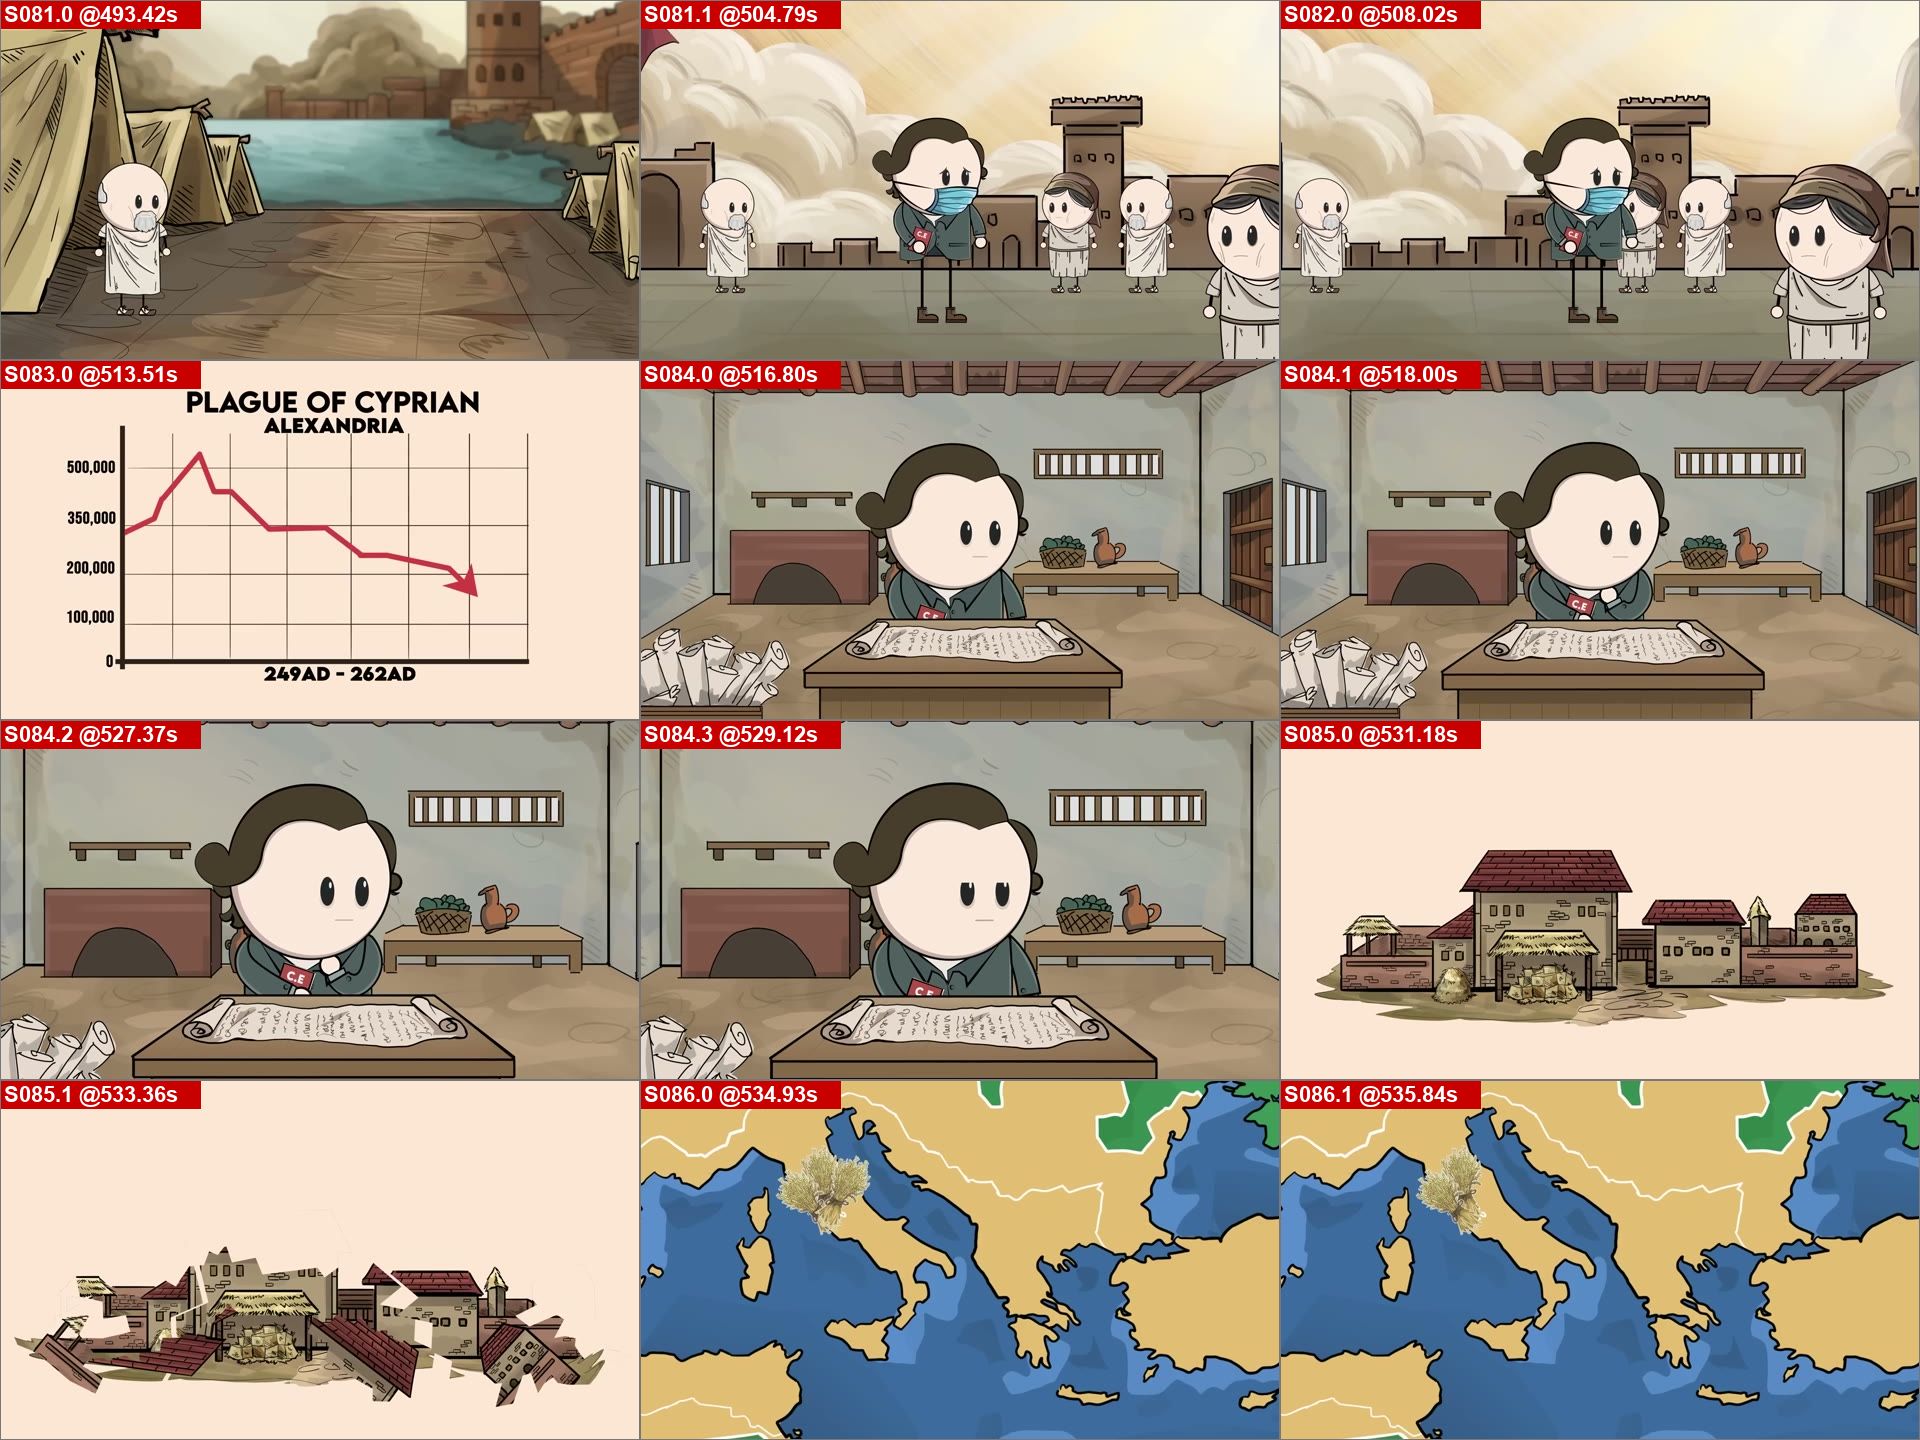 S081.0 @493.42s
S081.1 @504.79s
S082.0 @508.02s
C.E
C.E
S083.0 @513.51s
S084.0 @516.80s
S084.1 @518.00s
PLAGUE OF CYPRIAN
ALEXANDRIA
500,000
350,000
200,000
100,000
0
249AD - 262AD
C.E
C.E
S084.2 @527.37s
S084.3 @529.12s
S085.0 @531.18s
C.E
C.E
S085.1 @533.36s
S086.0 @534.93s
S086.1 @535.84s